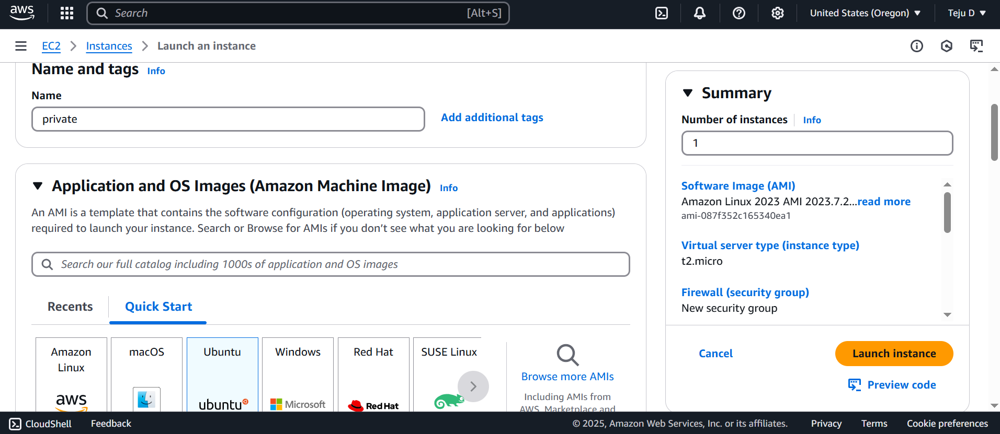 aws
Search [Alt+S]
United States (Oregon)
Teju D
EC2 Instances Launch an instance
Name and tags Info
Name
private
Add additional tags
Application and OS Images (Amazon Machine Image) Info
An AMI is a template that contains the software configuration (operating system, application server, and applications)
required to launch your instance. Search or Browse for AMIs if you don’t see what you are looking for below
Search our full catalog including 1000s of application and OS images
Recents
Quick Start
Amazon
Linux
aws
macOS
Ubuntu
ubuntu
Windows
Microsoft
Red Hat
Red Hat
SUSE Linux
Browse more AMIs
Including AMIs from
AWS, Marketplace and
Summary
Number of instances Info
1
Software Image (AMI)
Amazon Linux 2023 AMI 2023.7.2...read more
ami-087f352c165340ea1
Virtual server type (instance type)
t2.micro
Firewall (security group)
New security group
Cancel
Launch instance
Preview code
CloudShell
Feedback
© 2025, Amazon Web Services, Inc. or its affiliates.
Privacy
Terms
Cookie preferences